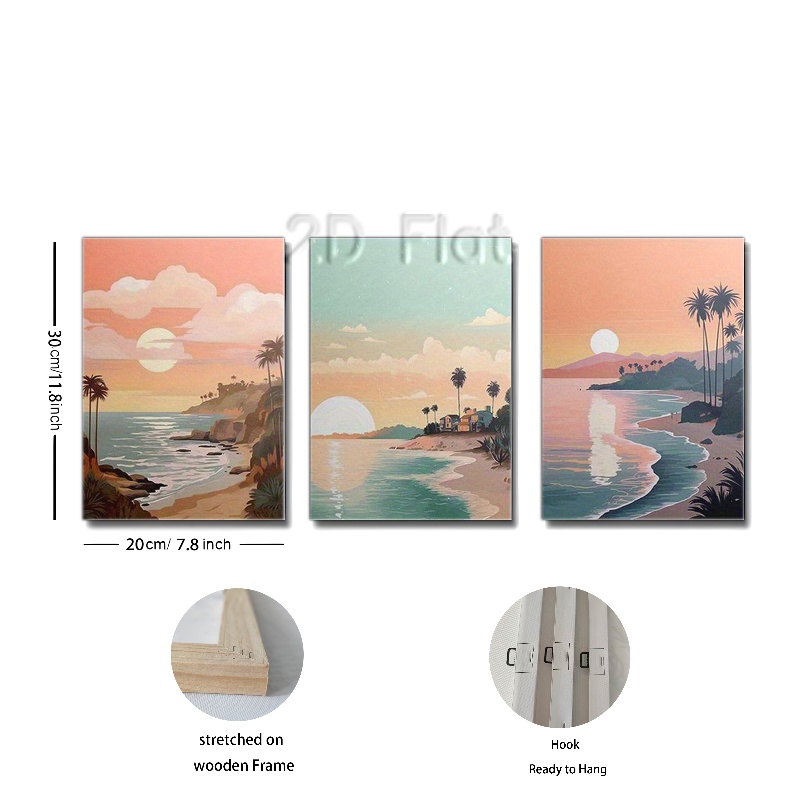 2D Flat
30cm/11.8inch
20cm/ 7.8 inch
stretched on
wooden Frame
Hook
Ready to Hang